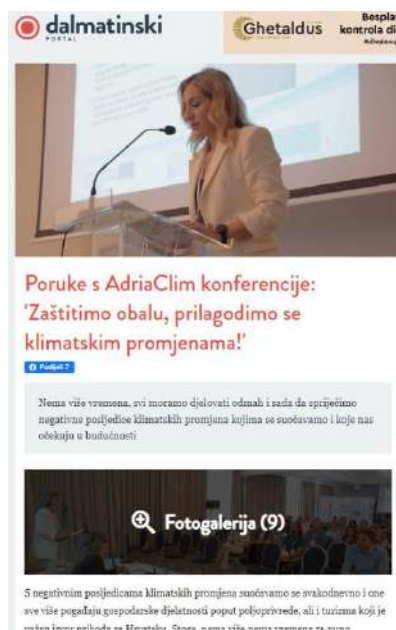 dalmatinski
PORTAL
Ghetaldus
Besplat
kontrola di
Poruke s AdriaClim konferencije:
'Zaštitimo obalu, prilagodimo se
klimatskim promjenama!'
Podijeli 7
Nema više vremena, svi moramo djelovati odmah i sada da spriječimo
negativne posljedice klimatskih promjena kojima se suočavamo i koje nas
očekuju u budućnosti
Fotogalerija (9)
S negativnim posljedicama klimatskih promjena suočavamo se svakodnevno i one
sve više pogađaju gospodarske djelatnosti poput poljoprivrede, ali i turizma koji je
važan izvor prihoda za Hrvatsku. Stoga, nema više nema vremena za puno